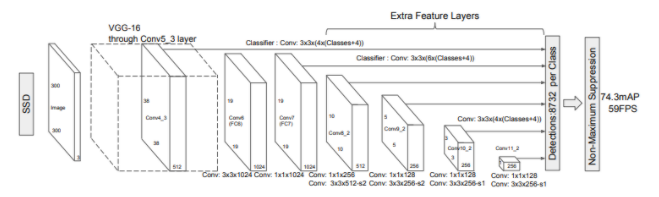 Extra Feature Layers
VGG-16
through Conv5_3 layer
Classifier : Conv: 3x3x(4x(Classes+4))
Classifier : Conv: 3x3x(6x(Classes+4))
SSD
300
Image
300
3
38
Conv4_3
38
512
19
Conv6
(FC6)
19
1024
19
Conv7
(FC7)
19
1024
10
Conv8_2
19
512
5
Conv9_2
5
256
Conv: 3x3x(4x(Classes+4))
3
Conv10_2
3
256
Conv11_2
1
256
Detections:8732 per Class
Non-Maximum Suppression
74.3mAP
59FPS
Conv: 3x3x1024
Conv: 1x1x1024
Conv: 1x1x256
Conv: 3x3x512-s2
Conv: 1x1x128
Conv: 3x3x256-s2
Conv: 1x1x128
Conv: 3x3x256-s1
Conv: 1x1x128
Conv: 3x3x256-s1